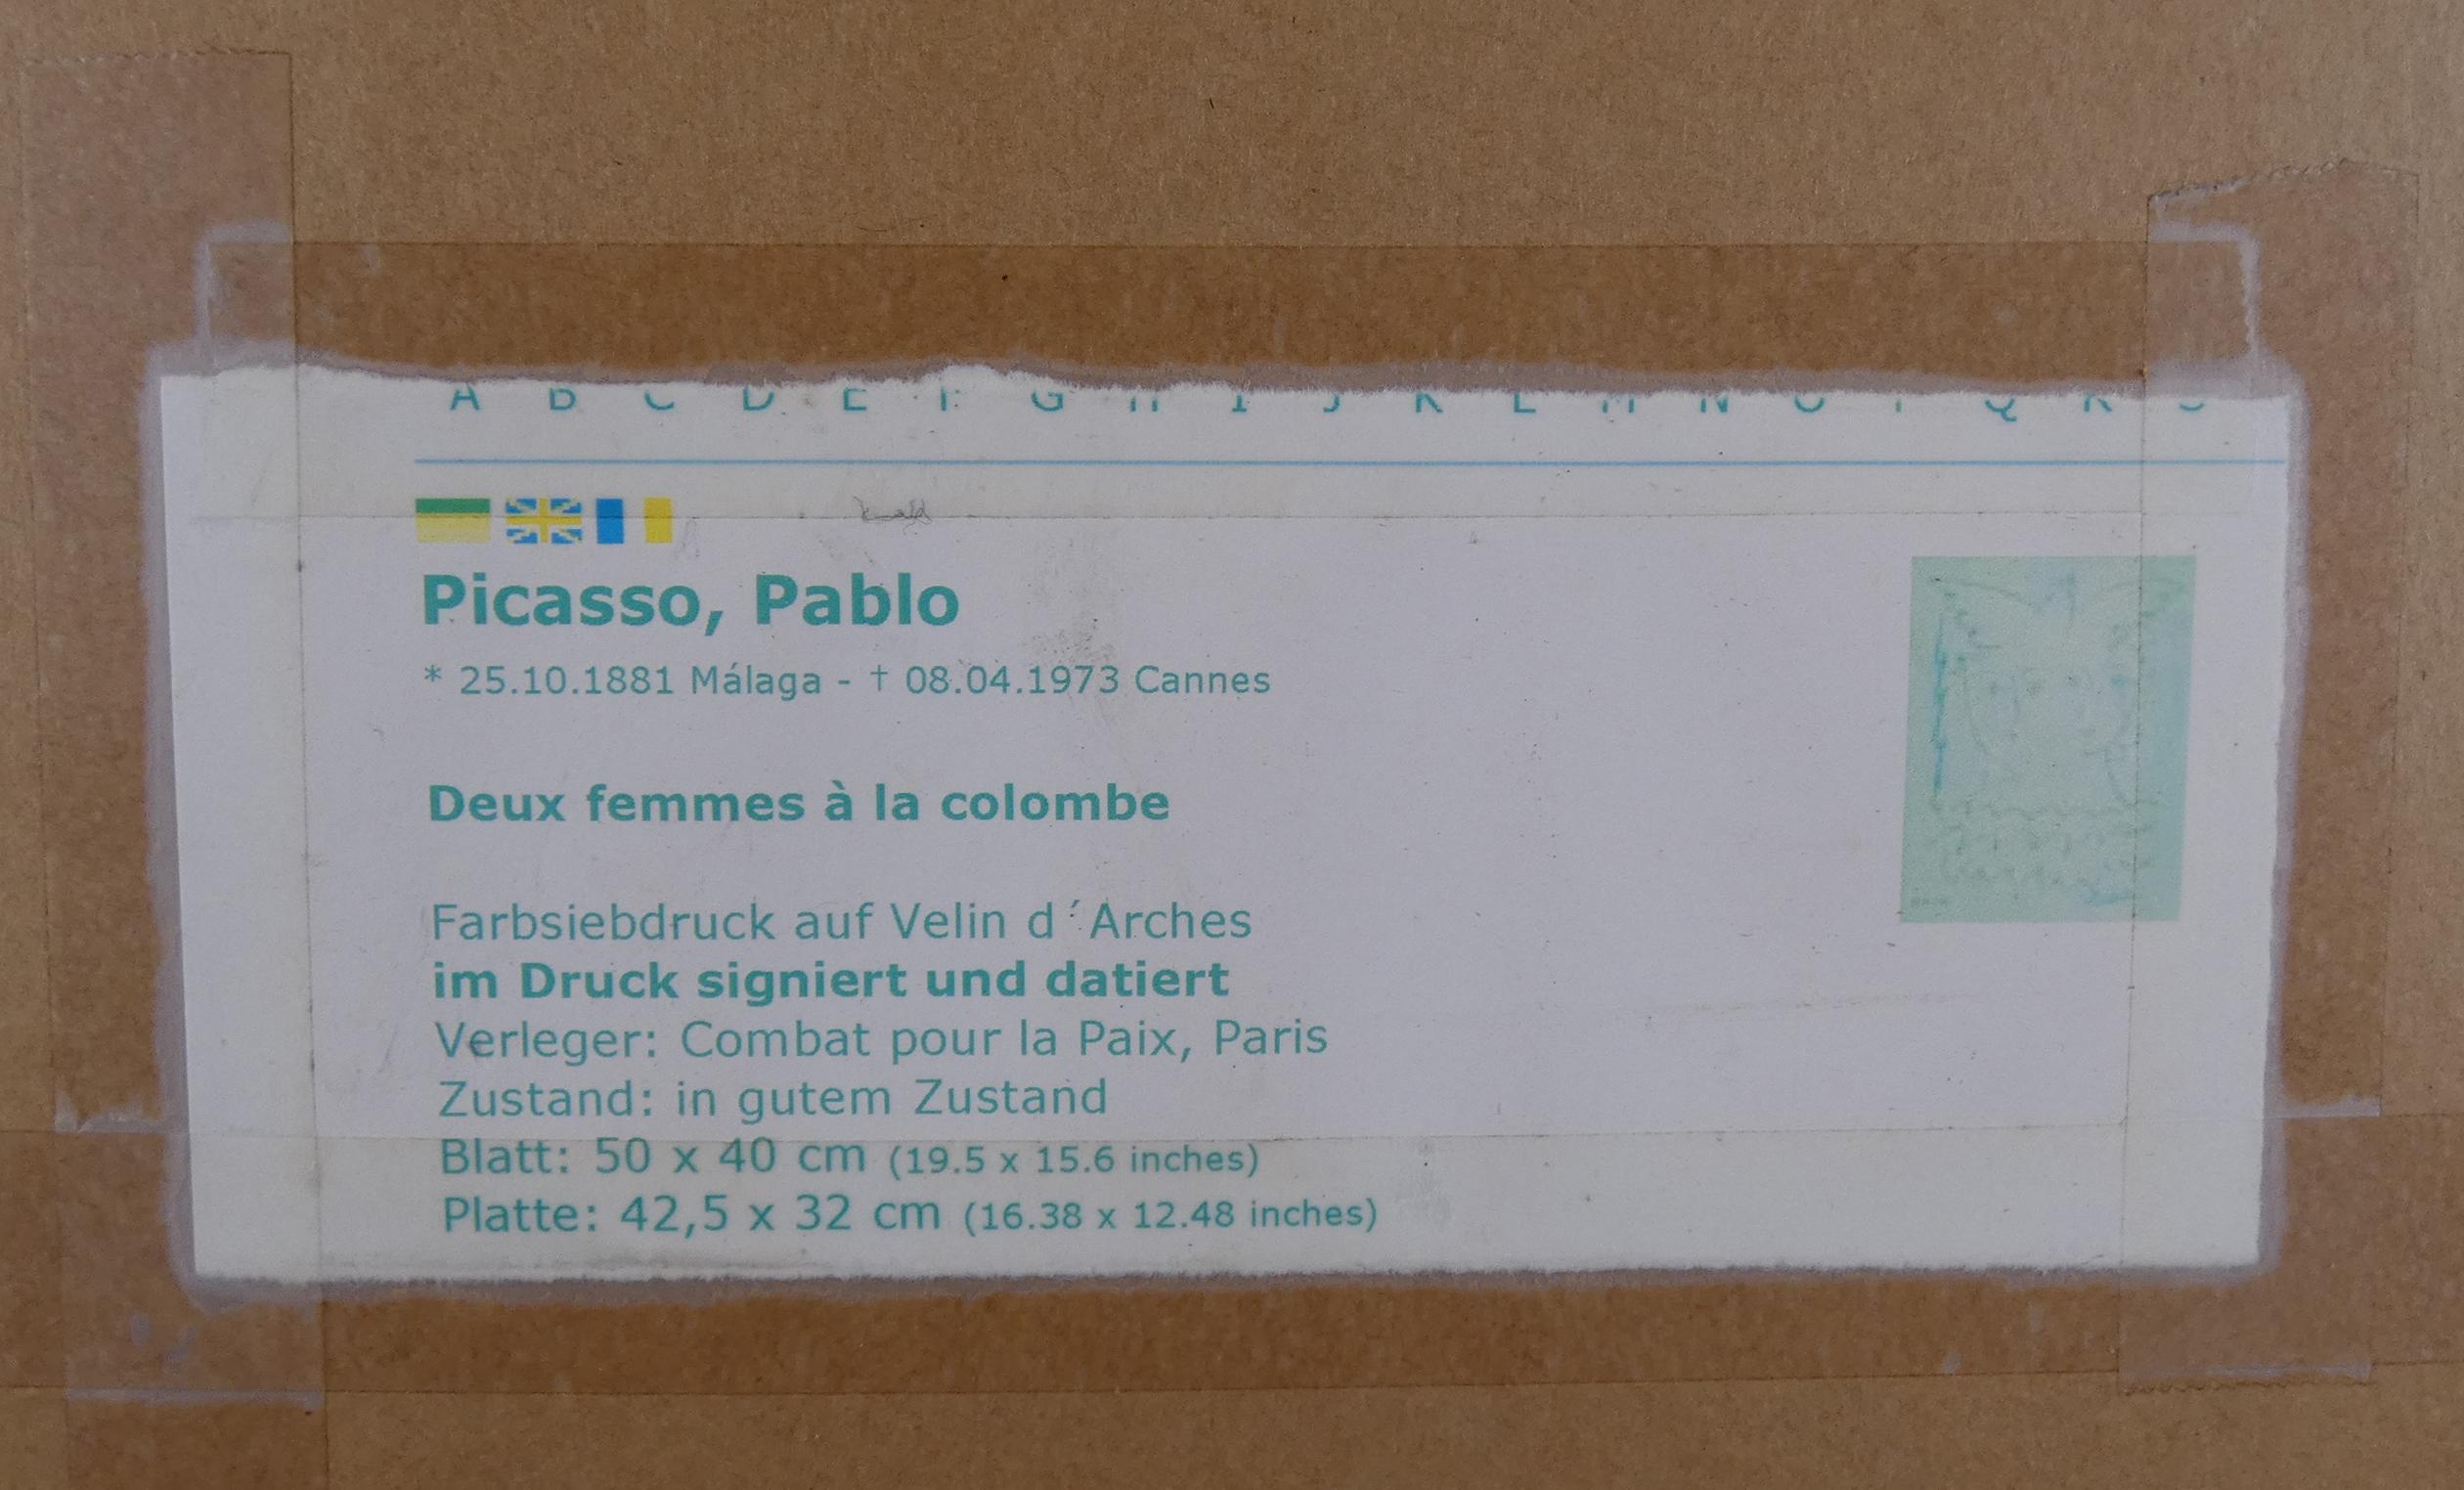 A B C D E F G H I J K L M N O P Q R S
Picasso, Pablo
* 25.10.1881 Málaga - † 08.04.1973 Cannes
Deux femmes à la colombe
Farbsiebdruck auf Velin d´Arches
im Druck signiert und datiert
Verleger: Combat pour la Paix, Paris
Zustand: in gutem Zustand
Blatt: 50 x 40 cm (19.5 x 15.6 inches)
Platte: 42,5 x 32 cm (16.38 x 12.48 inches)